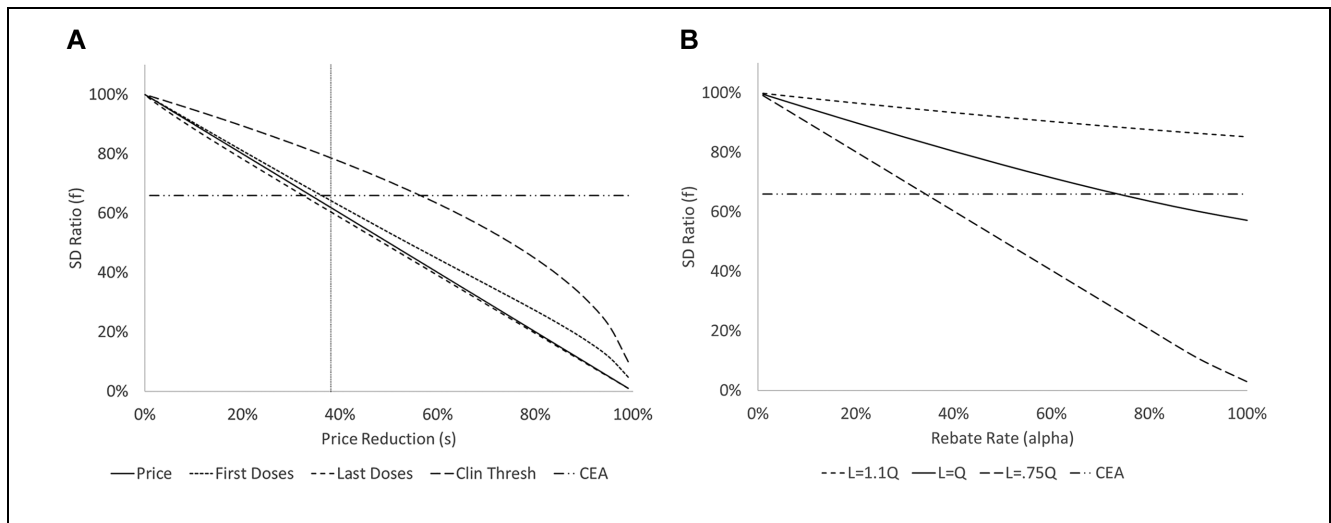 A
100%
80%
60%
40%
20%
0%
SD Ratio (f)
0% 20% 40% 60% 80% 100%
Price Reduction (s)
Price First Doses Last Doses Clin Thresh CEA
B
100%
80%
60%
40%
20%
0%
SD Ratio (f)
0% 20% 40% 60% 80% 100%
Rebate Rate (alpha)
L=1.1Q L=Q L=.75Q CEA